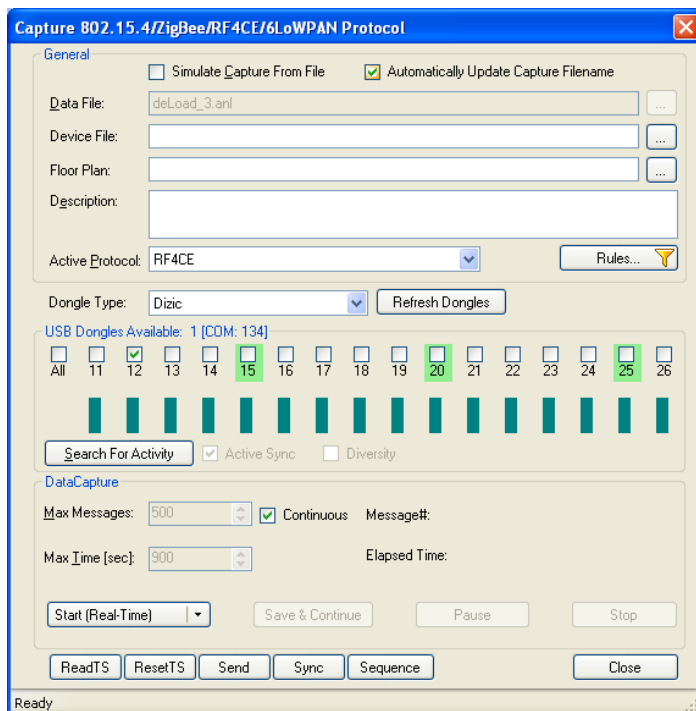 Capture 802.15.4/ZigBee/RF4CE/6LoWPAN Protocol
General
Simulate Capture From File Automatically Update Capture Filename
Data File: deLoad_3.anl ...
Device File: ...
Floor Plan: ...
Description:
Active Protocol: RF4CE Rules...
Dongle Type: Dizic Refresh Dongles
USB Dongles Available: 1 [COM: 134]
All 11 12 13 14 15 16 17 18 19 20 21 22 23 24 25 26
Search For Activity Active Sync Diversity
DataCapture
Max Messages: 500 Continuous Message#:
Max Time [sec]: 900 Elapsed Time:
Start (Real-Time) Save & Continue Pause Stop
ReadTS ResetTS Send Sync Sequence Close
Ready